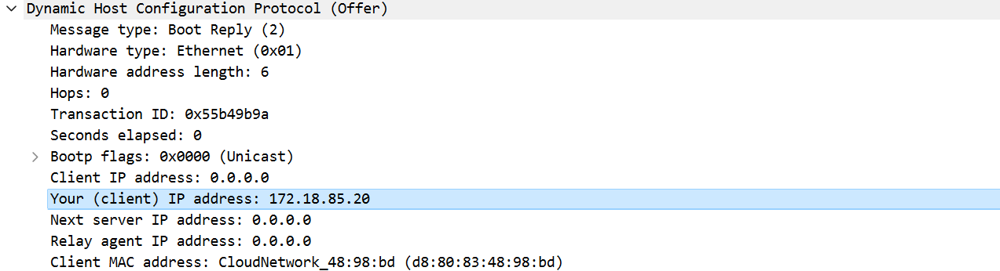 Dynamic Host Configuration Protocol (Offer)
Message type: Boot Reply (2)
Hardware type: Ethernet (0x01)
Hardware address length: 6
Hops: 0
Transaction ID: 0x55b49b9a
Seconds elapsed: 0
Bootp flags: 0x0000 (Unicast)
Client IP address: 0.0.0.0
Your (client) IP address: 172.18.85.20
Next server IP address: 0.0.0.0
Relay agent IP address: 0.0.0.0
Client MAC address: CloudNetwork_48:98:bd (d8:80:83:48:98:bd)